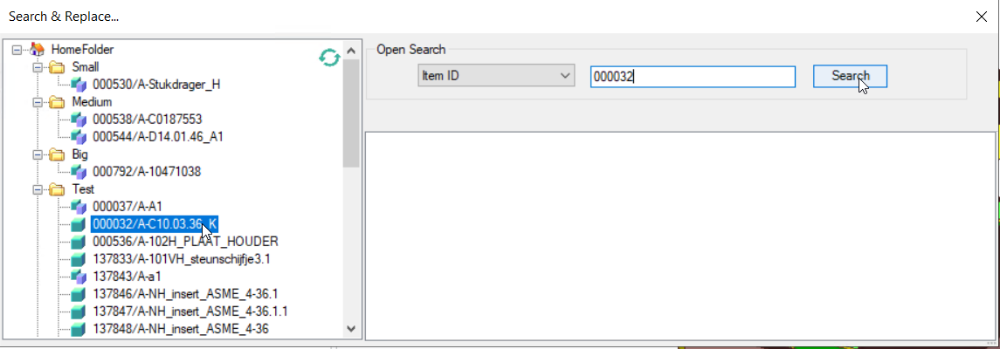 Search & Replace...
HomeFolder
Small
000530/A-Stukdrager_H
Medium
000538/A-C0187553
000544/A-D14.01.46_A1
Big
000792/A-10471038
Test
000037/A-A1
000032/A-C10.03.36_K
000536/A-102H_PLAAT_HOUDER
137833/A-101VH_steunschijfje3.1
137843/A-a1
137846/A-NH_insert_ASME_4-36.1
137847/A-NH_insert_ASME_4-36.1.1
137848/A-NH_insert_ASME_4-36
Open Search
Item ID
000032
Search